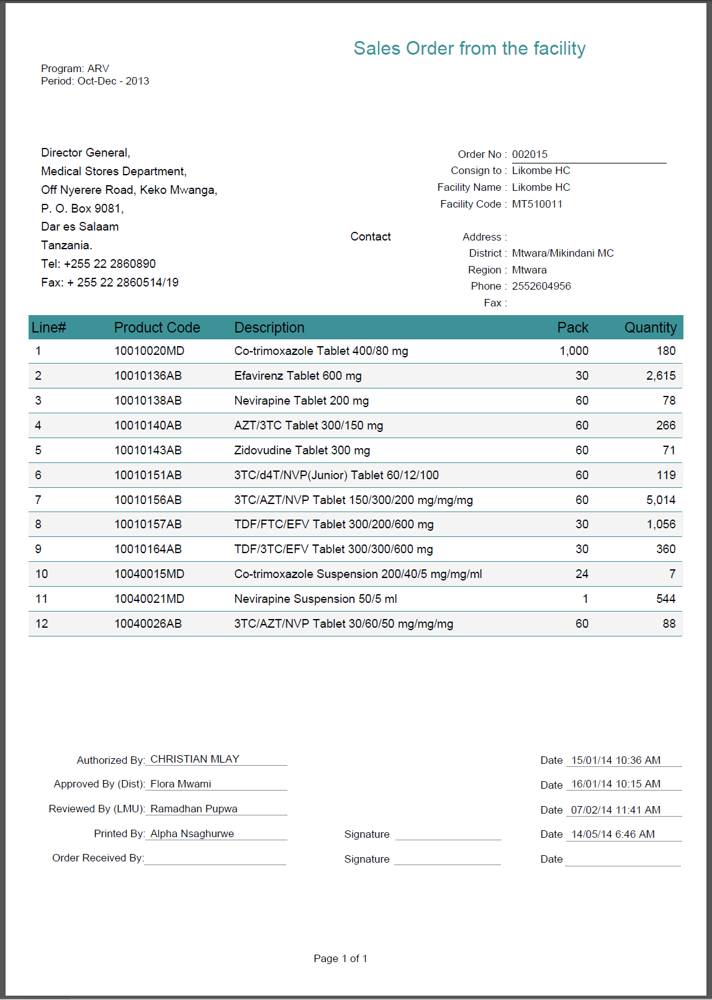 Sales Order from the facility
Program: ARV
Period: Oct-Dec - 2013
Director General,
Medical Stores Department,
Off Nyerere Road, Keko Mwanga,
P. O. Box 9081,
Dar es Salaam
Tanzania.
Tel: +255 22 2860890
Fax: + 255 22 2860514/19
Order No : 002015
Consign to : Likombe HC
Facility Name : Likombe HC
Facility Code : MT510011
Contact Address :
District : Mtwara/Mikindani MC
Region : Mtwara
Phone : 2552604956
Fax :
Line# Product Code Description Pack Quantity
1 10010020MD Co-trimoxazole Tablet 400/80 mg 1,000 180
2 10010136AB Efavirenz Tablet 600 mg 30 2,615
3 10010138AB Nevirapine Tablet 200 mg 60 78
4 10010140AB AZT/3TC Tablet 300/150 mg 60 266
5 10010143AB Zidovudine Tablet 300 mg 60 71
6 10010151AB 3TC/d4T/NVP(Junior) Tablet 60/12/100 60 119
7 10010156AB 3TC/AZT/NVP Tablet 150/300/200 mg/mg/mg 60 5,014
8 10010157AB TDF/FTC/EFV Tablet 300/200/600 mg 30 1,056
9 10010164AB TDF/3TC/EFV Tablet 300/300/600 mg 30 360
10 10040015MD Co-trimoxazole Suspension 200/40/5 mg/mg/ml 24 7
11 10040021MD Nevirapine Suspension 50/5 ml 1 544
12 10040026AB 3TC/AZT/NVP Tablet 30/60/50 mg/mg/mg 60 88
Authorized By: CHRISTIAN MLAY Date 15/01/14 10:36 AM
Approved By (Dist): Flora Mwami Date 16/01/14 10:15 AM
Reviewed By (LMU): Ramadhan Pupwa Date 07/02/14 11:41 AM
Printed By: Alpha Nsaghurwe Signature Date 14/05/14 6:46 AM
Order Received By: Signature Date
Page 1 of 1